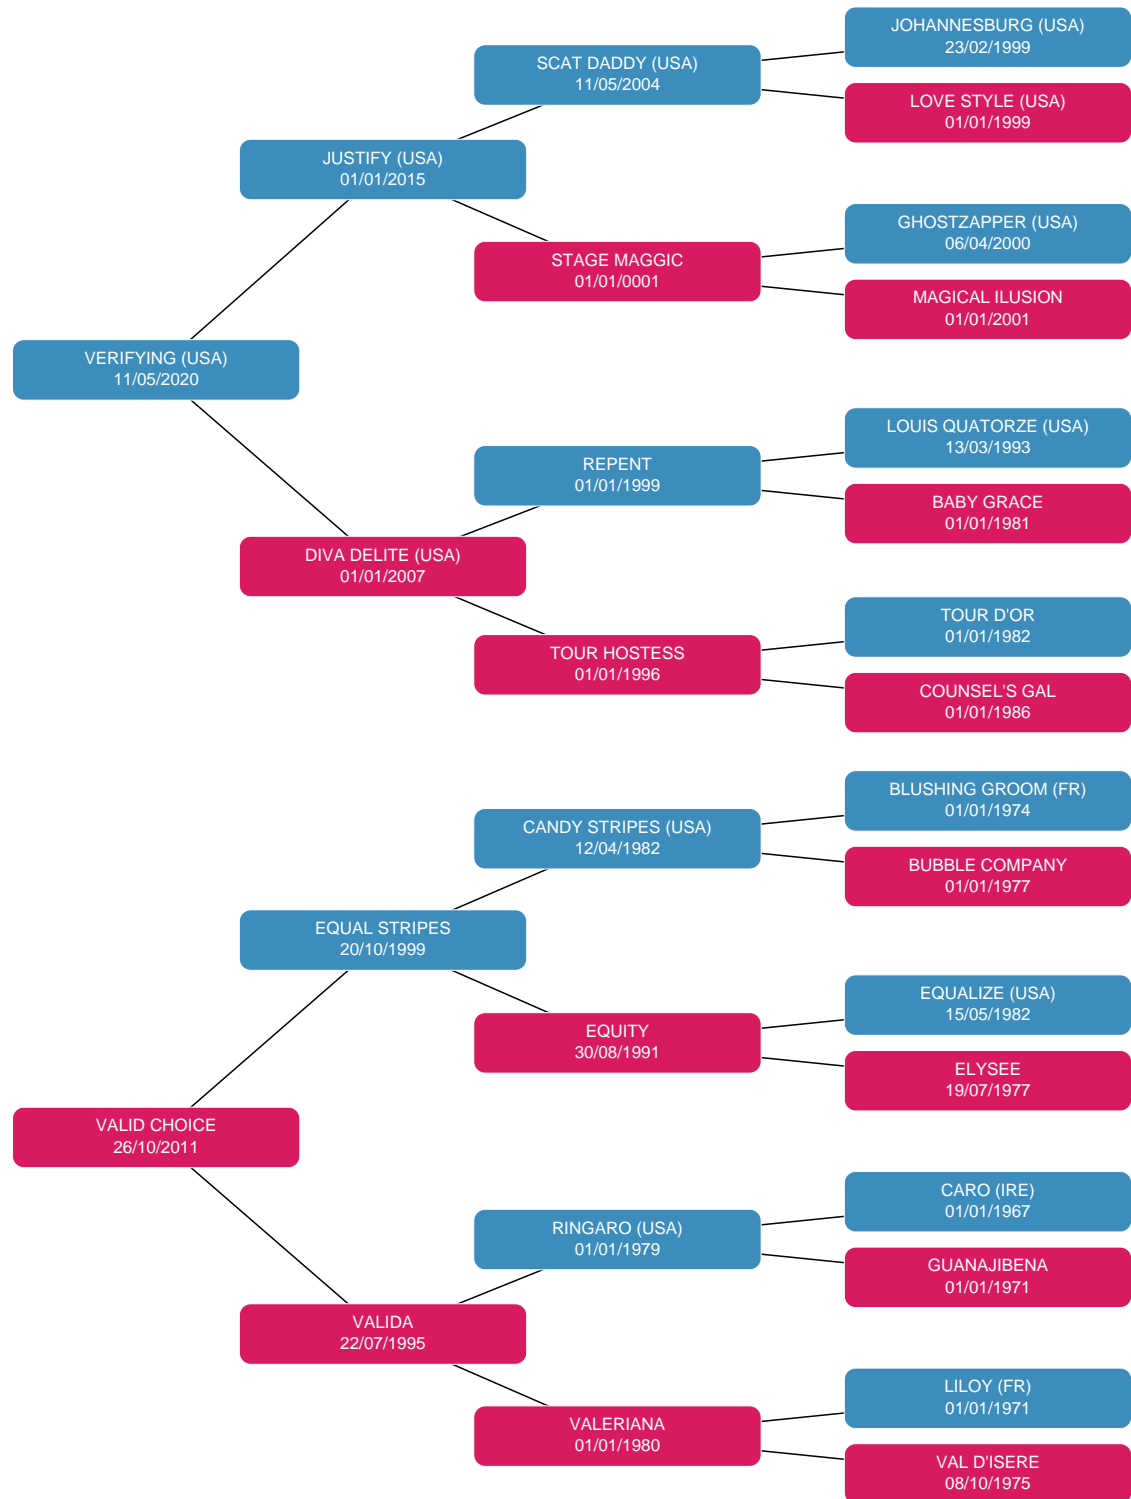 JOHANNESBURG (USA)
23/02/1999
SCAT DADDY (USA)
11/05/2004
LOVE STYLE (USA)
01/01/1999
JUSTIFY (USA)
01/01/2015
GHOSTZAPPER (USA)
06/04/2000
STAGE MAGGIC
01/01/0001
MAGICAL ILUSION
01/01/2001
VERIFYING (USA)
11/05/2020
LOUIS QUATORZE (USA)
13/03/1993
REPENT
01/01/1999
BABY GRACE
01/01/1981
DIVA DELITE (USA)
01/01/2007
TOUR D'OR
01/01/1982
TOUR HOSTESS
01/01/1996
COUNSEL'S GAL
01/01/1986
BLUSHING GROOM (FR)
01/01/1974
CANDY STRIPES (USA)
12/04/1982
BUBBLE COMPANY
01/01/1977
EQUAL STRIPES
20/10/1999
EQUALIZE (USA)
15/05/1982
EQUITY
30/08/1991
ELYSEE
19/07/1977
VALID CHOICE
26/10/2011
CARO (IRE)
01/01/1967
RINGARO (USA)
01/01/1979
GUANAJIBENA
01/01/1971
VALIDA
22/07/1995
LILOY (FR)
01/01/1971
VALERIANA
01/01/1980
VAL D'ISERE
08/10/1975